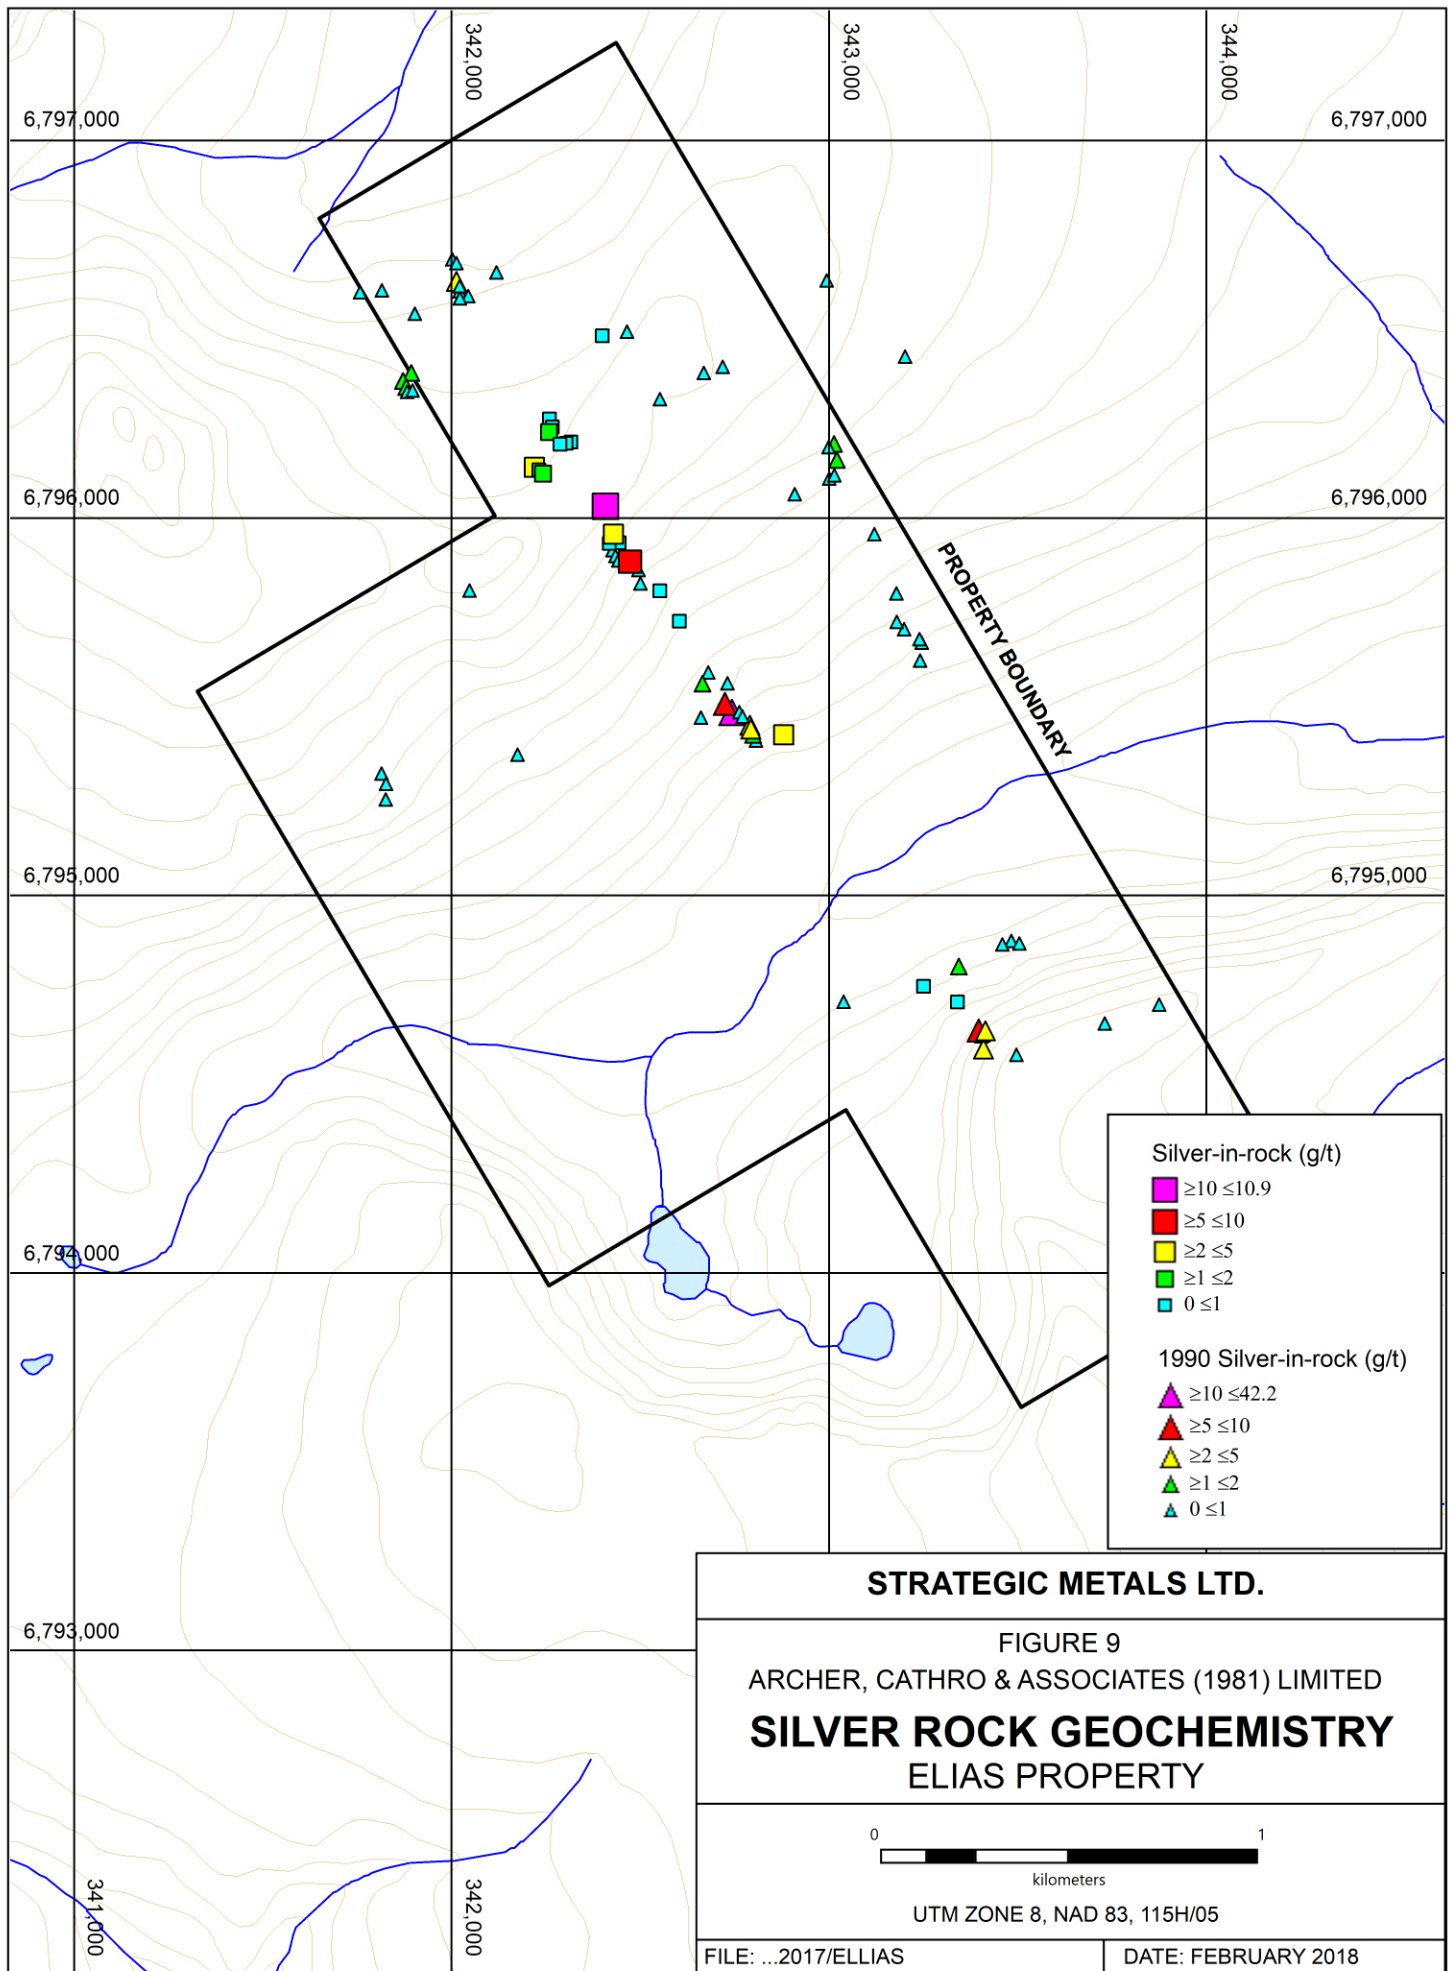 342,000
343,000
344,000
6,797,000
6,797,000
6,796,000
6,796,000
PROPERTY BOUNDARY
6,795,000
6,795,000
6,794,000
Silver-in-rock (g/t)
≥10 ≤10.9
≥5 ≤10
≥2 ≤5
≥1 ≤2
0 ≤1
1990 Silver-in-rock (g/t)
≥10 ≤42.2
≥5 ≤10
≥2 ≤5
≥1 ≤2
0 ≤1
6,793,000
STRATEGIC METALS LTD.
FIGURE 9
ARCHER, CATHRO & ASSOCIATES (1981) LIMITED
SILVER ROCK GEOCHEMISTRY
ELIAS PROPERTY
0 1
kilometers
UTM ZONE 8, NAD 83, 115H/05
FILE: ...2017/ELLIAS
DATE: FEBRUARY 2018
341,000
342,000